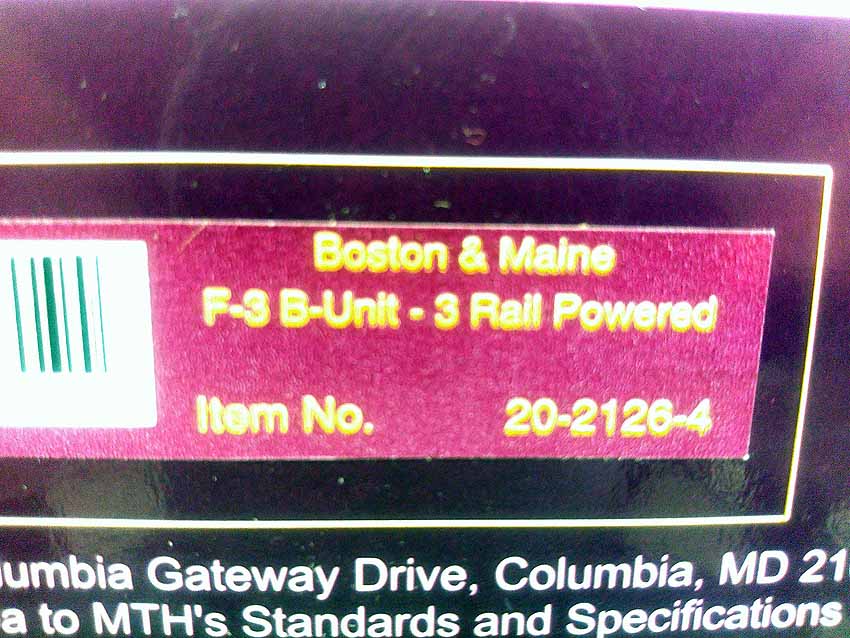 Boston & Maine
F-3 B-Unit - 3 Rail Powered
Item No. 20-2126-4
umbia Gateway Drive, Columbia, MD 21
a to MTH's Standards and Specifications